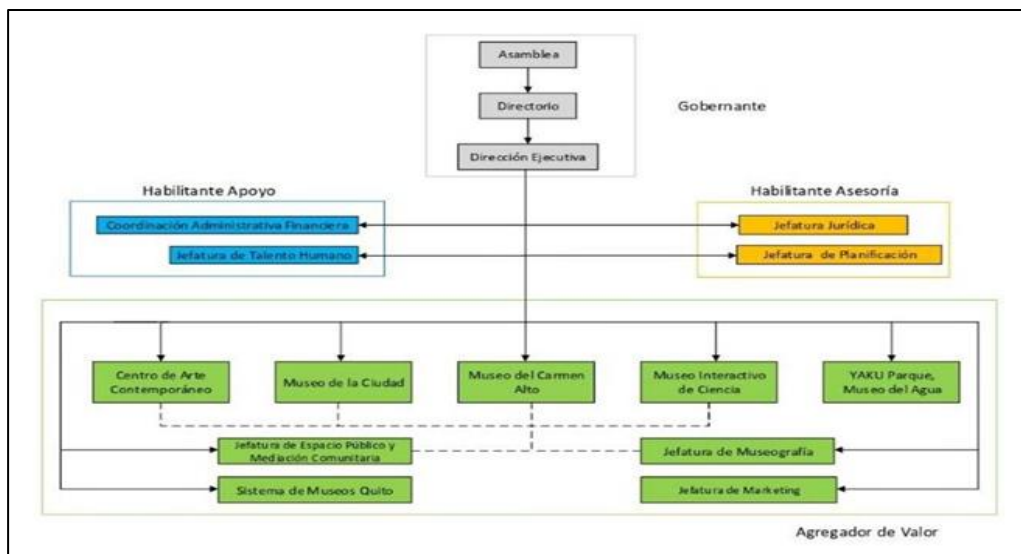 Asamblea
Directorio
Gobernante
Dirección Ejecutiva
Habilitante Apoyo
Habilitante Asesoría
Coordinación Administrativa Financiera
Jefatura Jurídica
Jefatura de Talento Humano
Jefatura de Planificación
Centro de Arte
Contemporáneo
Museo de la Ciudad
Museo del Carmen
Alto
Museo Interactivo
de Ciencia
YAKU Parque,
Museo del Agua
Jefatura de Espacio Público y
Mediación Comunitaria
Jefatura de Museografía
Sistema de Museos Quito
Jefatura de Marketing
Agregador de Valor